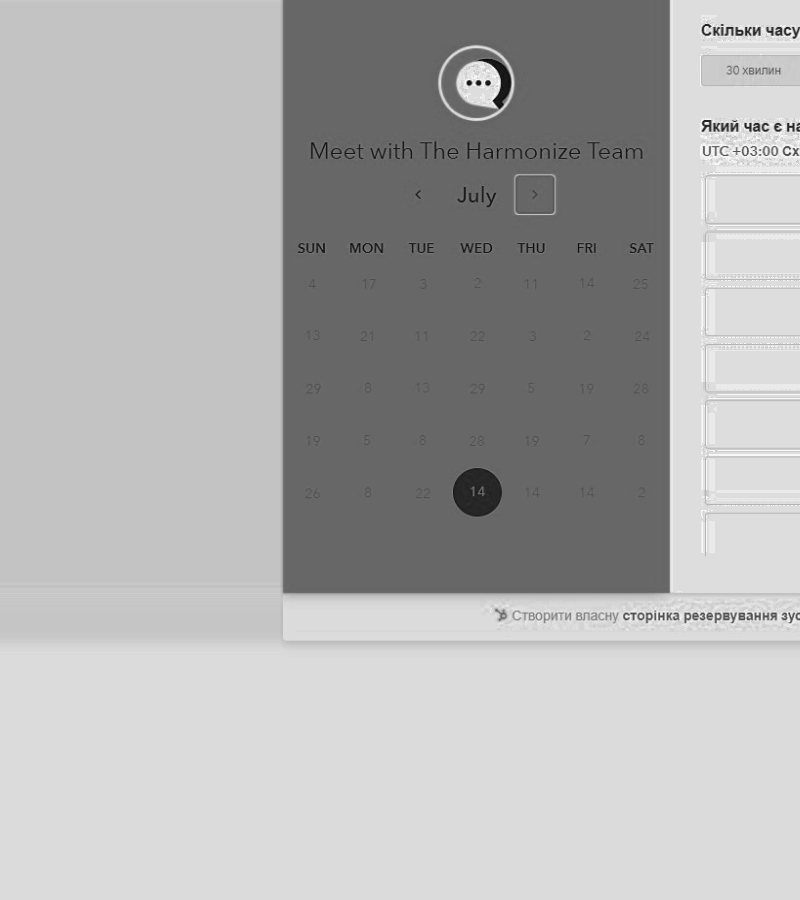 Meet with The Harmonize Team
July
SUN MON TUE WED THU FRI SAT
4 17 3 2 11 14 25
13 21 11 22 3 2 24
29 8 13 29 5 19 28
19 5 8 28 19 7 8
26 8 22 14 14 14 2
Скільки часу
30 хвилин
Який час є на
UTC +03:00 Сх
Створити власну сторінка резервування зус